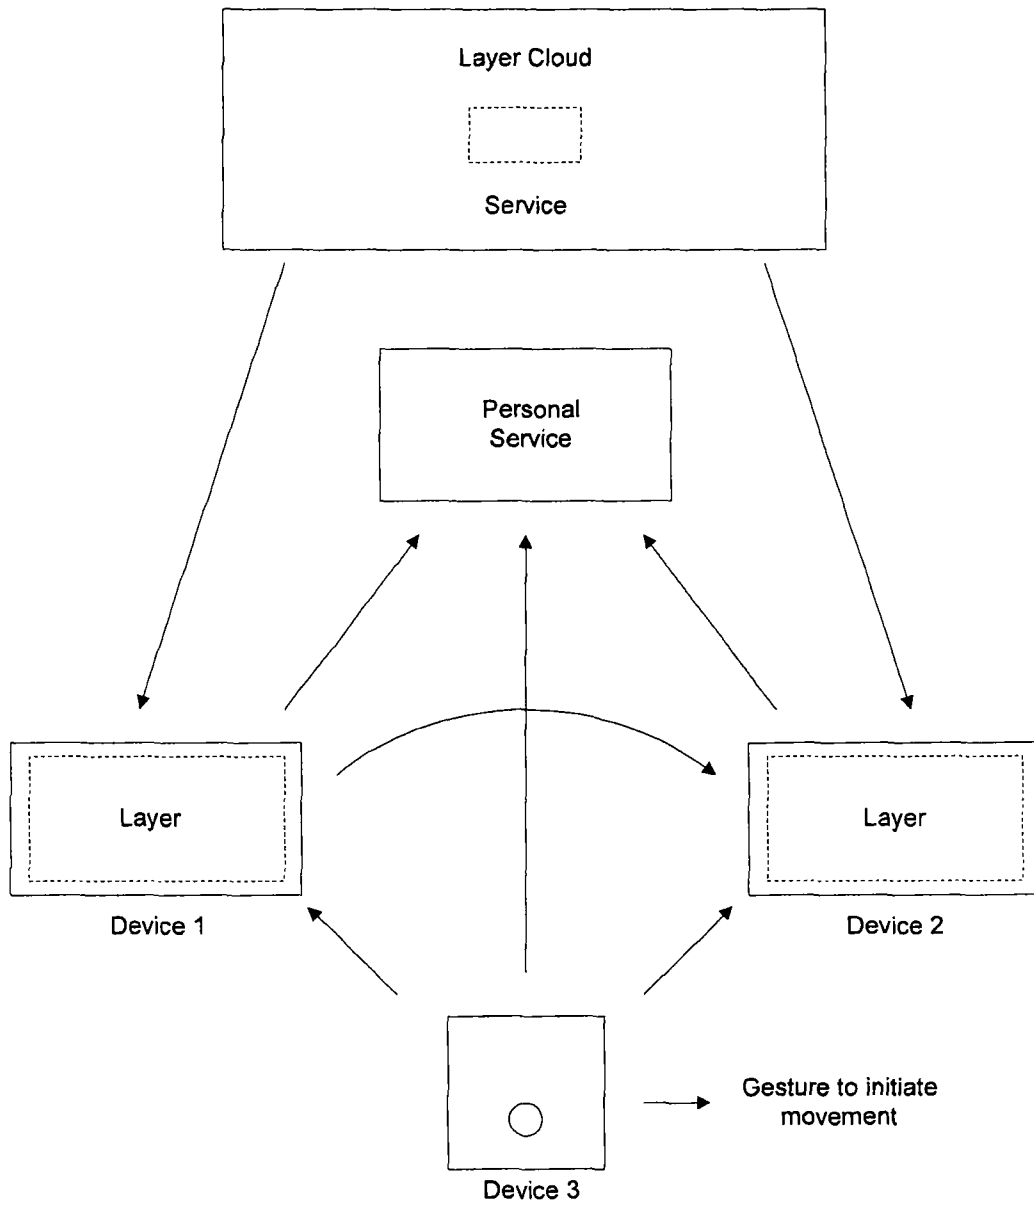 Layer Cloud
Service
Personal
Service
Layer
Layer
Device 1
Device 2
Gesture to initiate
movement
Device 3